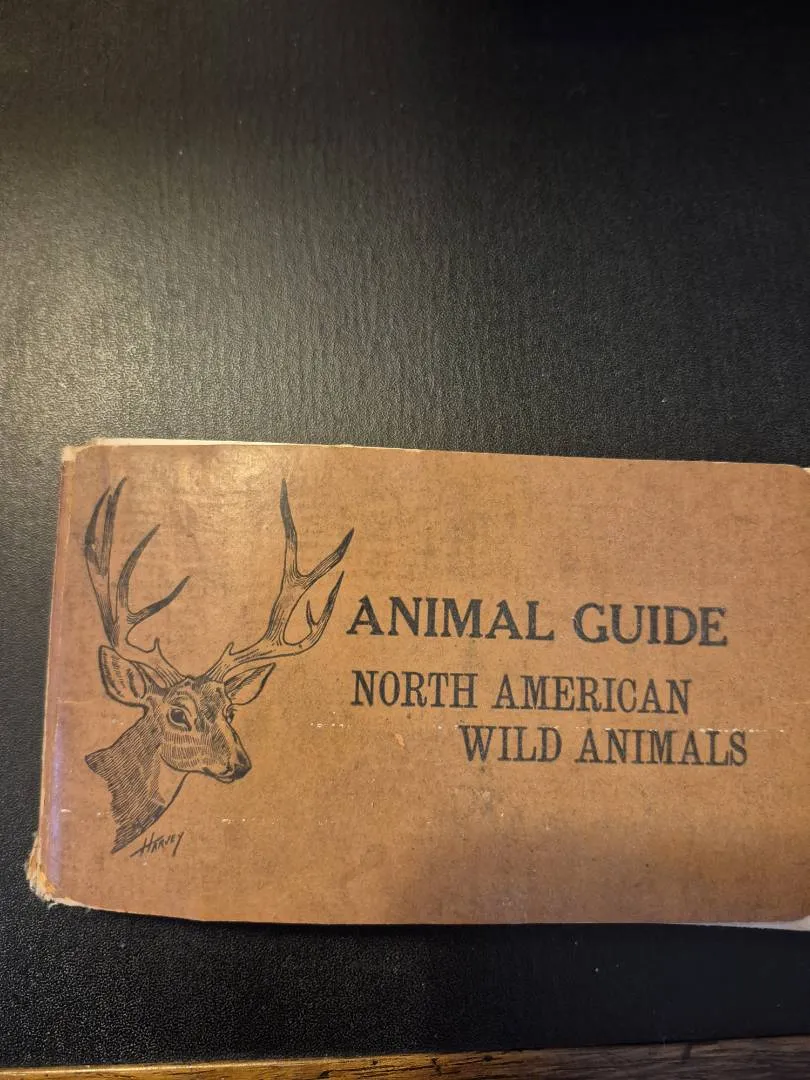 ANIMAL GUIDE
NORTH AMERICAN
WILD ANIMALS
HARVEY